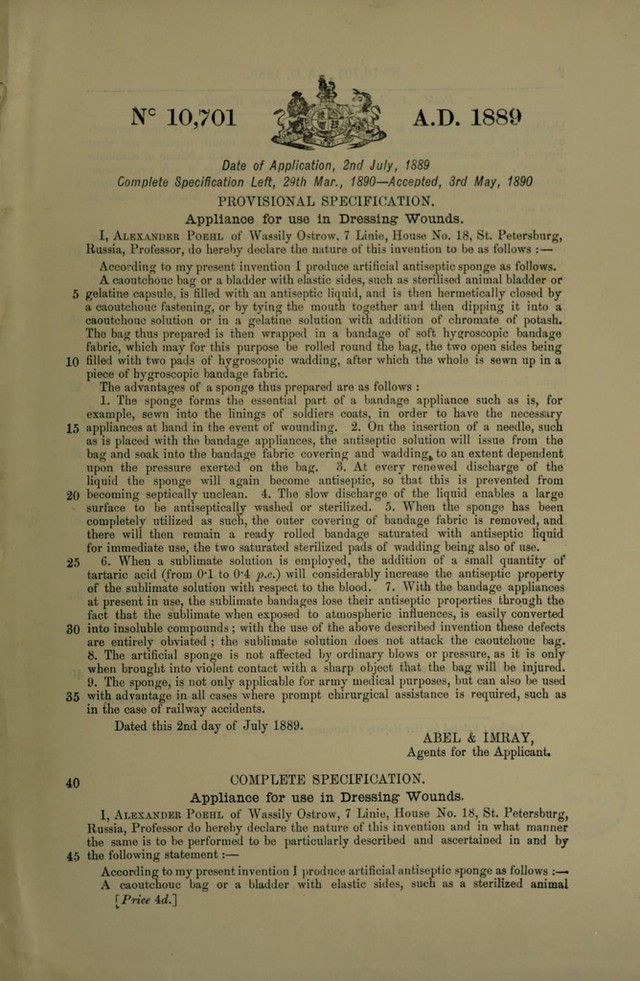 Nº 10,701 A.D. 1889
Date of Application, 2nd July, 1889
Complete Specification Left, 29th Mar., 1890—Accepted, 3rd May, 1890
PROVISIONAL SPECIFICATION.
Appliance for use in Dressing Wounds.
I, ALEXANDER POEHL of Wassily Ostrow, 7 Linie, House No. 18, St. Petersburg,
Russia, Professor, do hereby declare the nature of this invention to be as follows :—
According to my present invention I produce artificial antiseptic sponge as follows.
A caoutchouc bag or a bladder with elastic sides, such as sterilised animal bladder or
5 gelatine capsule, is filled with an antiseptic liquid, and is then hermetically closed by
a caoutchouc fastening, or by tying the mouth together and then dipping it into a
caoutchouc solution or in a gelatine solution with addition of chromate of potash.
The bag thus prepared is then wrapped in a bandage of soft hygroscopic bandage
fabric, which may for this purpose be rolled round the bag, the two open sides being
10 filled with two pads of hygroscopic wadding, after which the whole is sewn up in a
piece of hygroscopic bandage fabric.
The advantages of a sponge thus prepared are as follows :
1. The sponge forms the essential part of a bandage appliance such as is, for
example, sewn into the linings of soldiers coats, in order to have the necessary
15 appliances at hand in the event of wounding. 2. On the insertion of a needle, such
as is placed with the bandage appliances, the antiseptic solution will issue from the
bag and soak into the bandage fabric covering and wadding, to an extent dependent
upon the pressure exerted on the bag. 3. At every renewed discharge of the
liquid the sponge will again become antiseptic, so that this is prevented from
20 becoming septically unclean. 4. The slow discharge of the liquid enables a large
surface to be antiseptically washed or sterilized. 5. When the sponge has been
completely utilized as such, the outer covering of bandage fabric is removed, and
there will then remain a ready rolled bandage saturated with antiseptic liquid
for immediate use, the two saturated sterilized pads of wadding being also of use.
25 6. When a sublimate solution is employed, the addition of a small quantity of
tartaric acid (from 0·1 to 0·4 p.c.) will considerably increase the antiseptic property
of the sublimate solution with respect to the blood. 7. With the bandage appliances
at present in use, the sublimate bandages lose their antiseptic properties through the
fact that the sublimate when exposed to atmospheric influences, is easily converted
30 into insoluble compounds ; with the use of the above described invention these defects
are entirely obviated ; the sublimate solution does not attack the caoutchouc bag.
8. The artificial sponge is not affected by ordinary blows or pressure, as it is only
when brought into violent contact with a sharp object that the bag will be injured.
9. The sponge, is not only applicable for army medical purposes, but can also be used
35 with advantage in all cases where prompt chirurgical assistance is required, such as
in the case of railway accidents.
Dated this 2nd day of July 1889.
ABEL & IMRAY,
Agents for the Applicant.
40 COMPLETE SPECIFICATION.
Appliance for use in Dressing Wounds.
I, ALEXANDER POEHL of Wassily Ostrow, 7 Linie, House No. 18, St. Petersburg,
Russia, Professor do hereby declare the nature of this invention and in what manner
the same is to be performed to be particularly described and ascertained in and by
45 the following statement :—
According to my present invention I produce artificial antiseptic sponge as follows :—
A caoutchouc bag or a bladder with elastic sides, such as a sterilized animal
[Price 4d.]